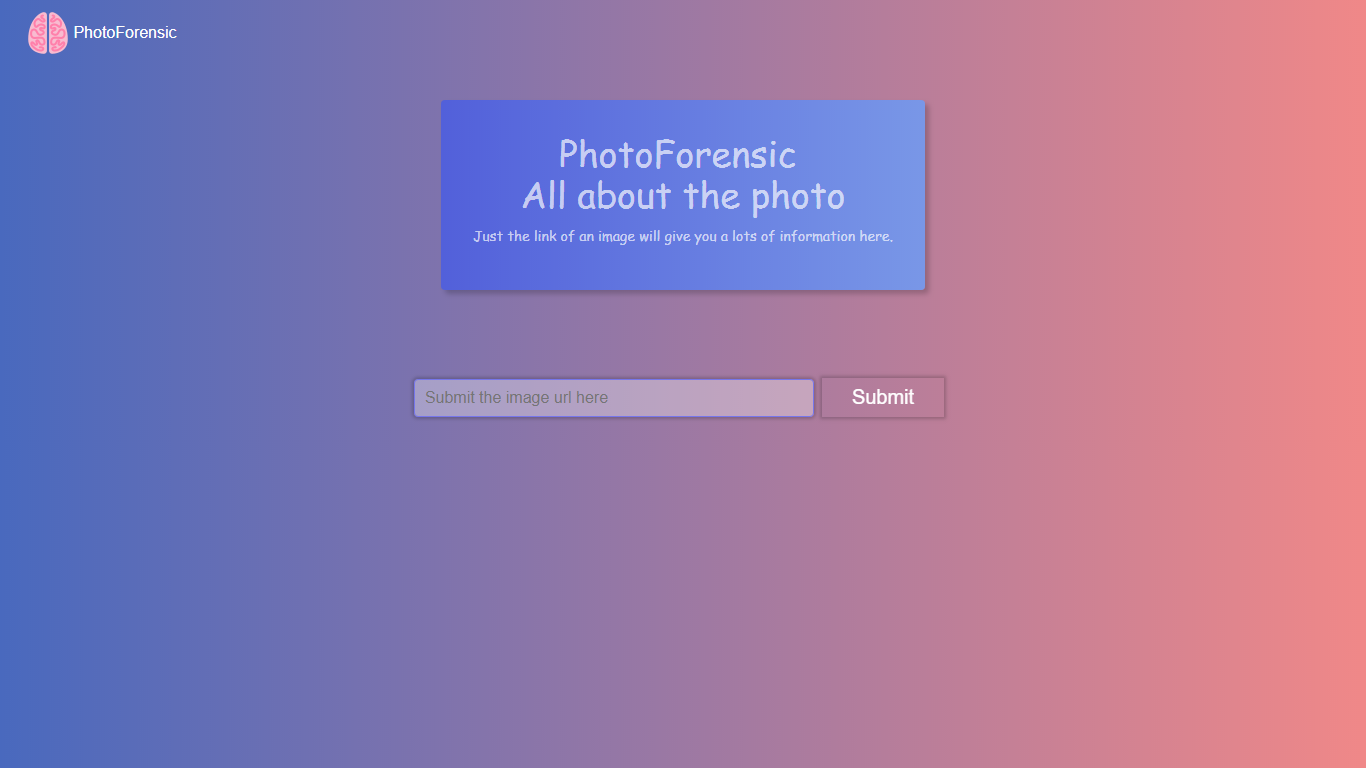 PhotoForensic
PhotoForensic
All about the photo
Just the link of an image will give you a lots of information here.
Submit the image url here
Submit